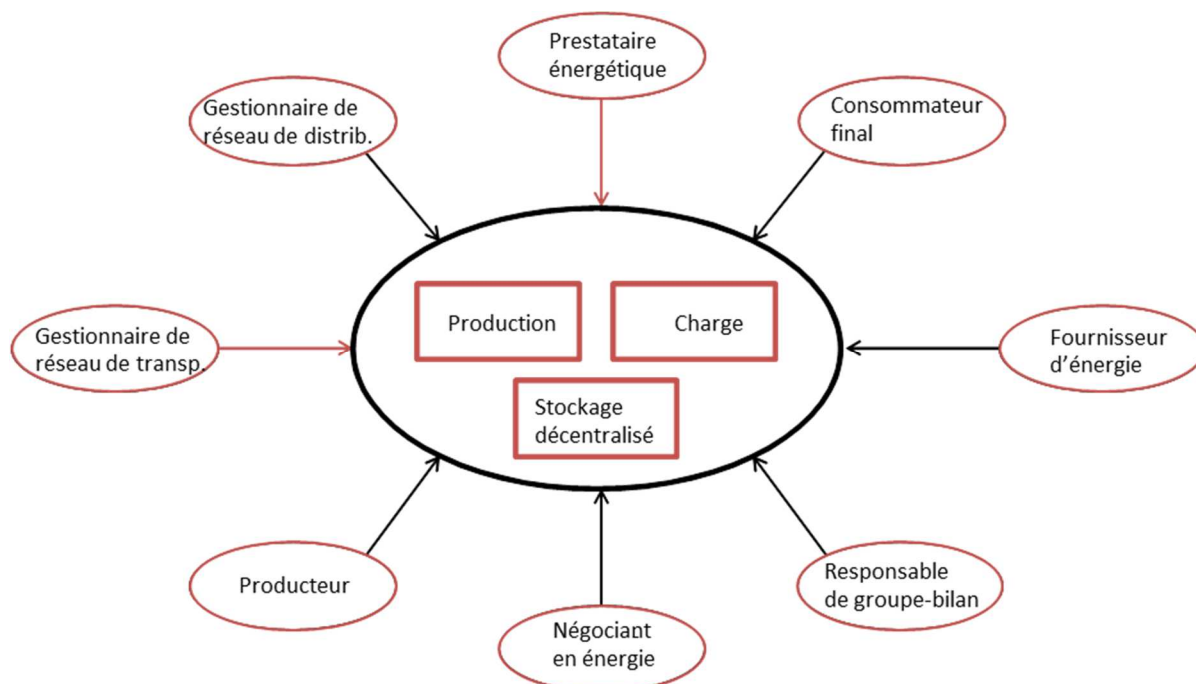 Prestataire
énergétique
Gestionnaire de
réseau de distrib.
Consommateur
final
Production
Charge
Gestionnaire de
réseau de transp.
Fournisseur
d’énergie
Stockage
décentralisé
Producteur
Responsable
de groupe-bilan
Négociant
en énergie